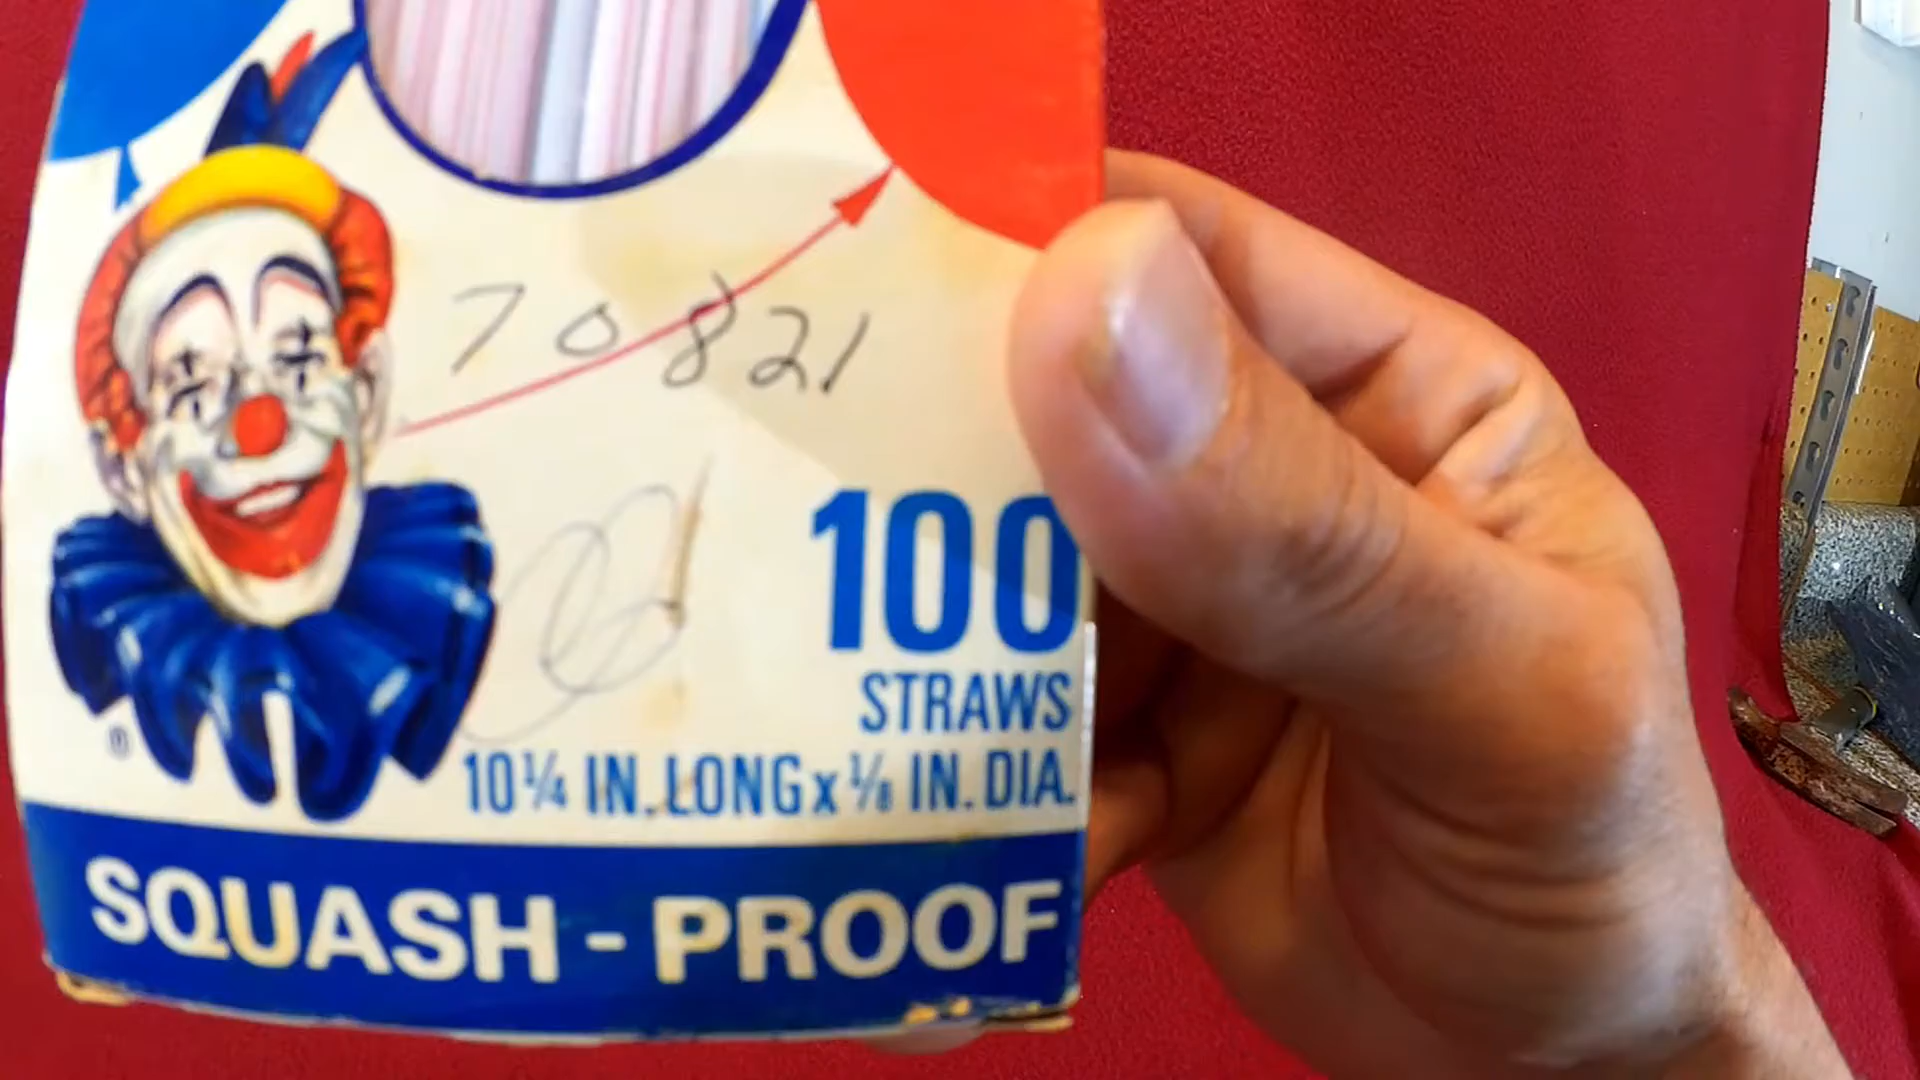 70821
100
STRAWS
10¼ IN. LONG x ⅛ IN. DIA.
®
SQUASH - PROOF